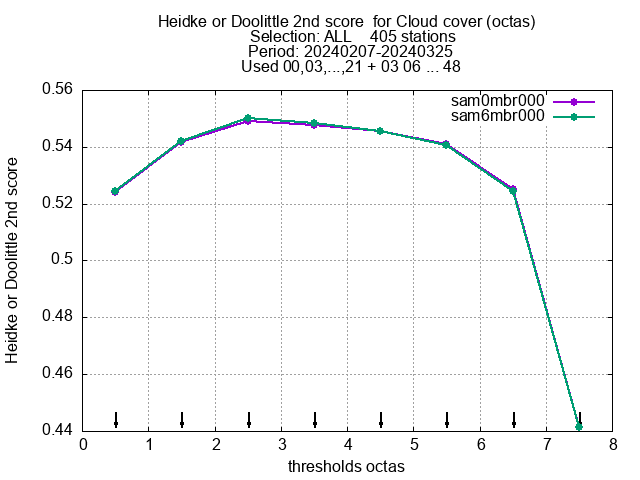 Heidke or Doolittle 2nd score  for Cloud cover (octas)
Selection: ALL    405 stations
Period: 20240207-20240325
Used 00,03,...,21 + 03 06 ... 48
sam0mbr000
sam6mbr000
Heidke or Doolittle 2nd score
0.56
0.54
0.52
0.5
0.48
0.46
0.44
0 1 2 3 4 5 6 7 8
thresholds octas